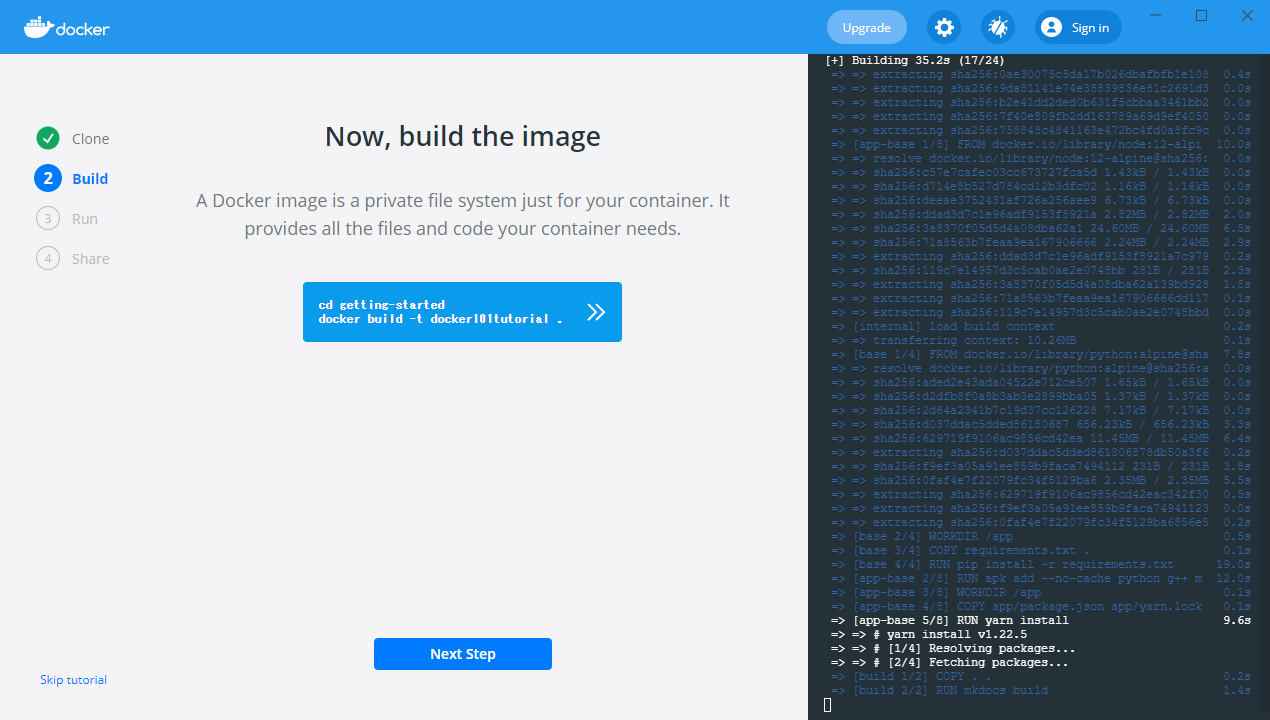 docker
Upgrade
Sign in
Clone
2 Build
3 Run
4 Share
Now, build the image
A Docker image is a private file system just for your container. It
provides all the files and code your container needs.
cd getting-started
docker build -t docker101tutorial .
Next Step
Skip tutorial
[+] Building 35.2s (17/24)
=> => extracting sha256:0ae30075c5da17b026dbafbfb1e108 0.4s
=> => extracting sha256:9da81141e74e38839836e81c2691d3 0.0s
=> => extracting sha256:b2e41dd2ded0b631f5cbbaa3461bb2 0.0s
=> => extracting sha256:7f40e809fb2dd163789a69d9ef4050 0.0s
=> => extracting sha256:758848c4841163e472bc4fd0a8fc9c 0.0s
=> [app-base 1/8] FROM docker.io/library/node:12-alpi 10.0s
=> => resolve docker.io/library/node:12-alpine@sha256: 0.0s
=> => sha256:c57e7cafec03cc673727fca5d 1.43kB / 1.43kB 0.0s
=> => sha256:d714e8b527d784cd12b3dfc02 1.16kB / 1.16kB 0.0s
=> => sha256:deeae3752431af726a256aee9 6.73kB / 6.73kB 0.0s
=> => sha256:ddad3d7c1e96adf9153f8921a 2.82MB / 2.82MB 2.0s
=> => sha256:3a8370f05d5d4a08dba62a1 24.60MB / 24.60MB 6.5s
=> => sha256:71a8563b7feaa9ea167906666 2.24MB / 2.24MB 2.9s
=> => extracting sha256:ddad3d7c1e96adf9153f8921a7c979 0.2s
=> => sha256:119c7e14957d3c5cab0ae2e0748bb 281B / 281B 2.3s
=> => extracting sha256:3a8370f05d5d4a08dba62a139bd928 1.8s
=> => extracting sha256:71a8563b7feaa9ea167906666dd117 0.1s
=> => extracting sha256:119c7e14957d3c5cab0ae2e0748bbd 0.0s
=> [internal] load build context 0.2s
=> => transferring context: 10.26MB 0.1s
=> [base 1/4] FROM docker.io/library/python:alpine@sha 7.8s
=> => resolve docker.io/library/python:alpine@sha256:a 0.0s
=> => sha256:aded2e43ada04522e712ce507 1.65kB / 1.65kB 0.0s
=> => sha256:d2dfb8f0a8b3ab3e2899bba05 1.37kB / 1.37kB 0.0s
=> => sha256:2d64a2341b7c19d37cc126228 7.17kB / 7.17kB 0.0s
=> => sha256:d037ddac5dded86180687 656.23kB / 656.23kB 3.3s
=> => sha256:629719f9106ac9856cd42ea 11.45MB / 11.45MB 6.4s
=> => extracting sha256:d037ddac5dded861806878db50a3f6 0.2s
=> => sha256:f9ef3a05a91ee859b9faca7494112 231B / 231B 3.8s
=> => sha256:0faf4e7f22079fc34f5129ba6 2.35MB / 2.35MB 5.5s
=> => extracting sha256:629719f9106ac9856cd42eac342f30 0.5s
=> => extracting sha256:f9ef3a05a91ee859b9faca74941123 0.0s
=> => extracting sha256:0faf4e7f22079fc34f5129ba6856e5 0.2s
=> [base 2/4] WORKDIR /app 0.5s
=> [base 3/4] COPY requirements.txt . 0.1s
=> [base 4/4] RUN pip install -r requirements.txt 19.0s
=> [app-base 2/8] RUN apk add --no-cache python g++ m 12.0s
=> [app-base 3/8] WORKDIR /app 0.1s
=> [app-base 4/8] COPY app/package.json app/yarn.lock 0.1s
=> [app-base 5/8] RUN yarn install 9.6s
=> => # yarn install v1.22.5
=> => # [1/4] Resolving packages...
=> => # [2/4] Fetching packages...
=> [build 1/2] COPY . . 0.2s
=> [build 2/2] RUN mkdocs build 1.4s